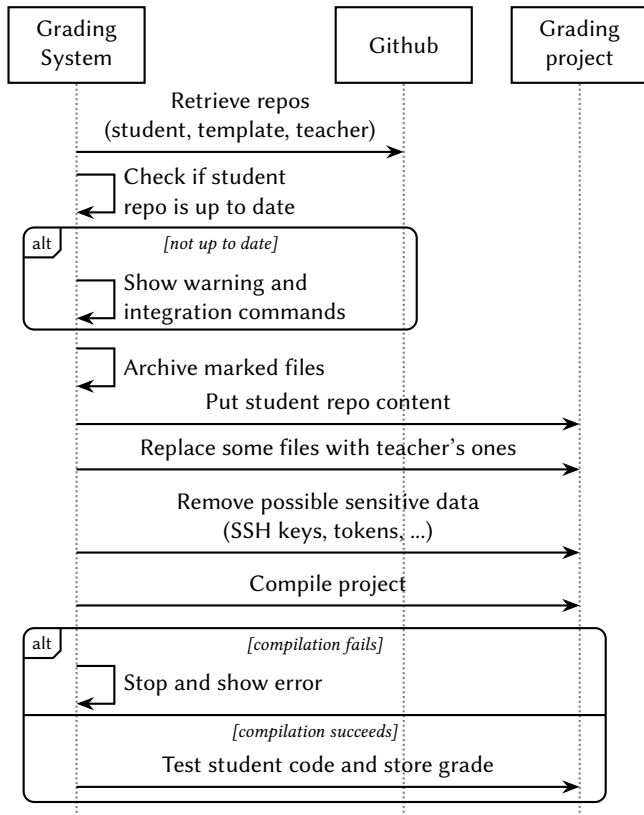 Grading
System
Github
Grading
project
Retrieve repos
(student, template, teacher)
Check if student
repo is up to date
alt
[not up to date]
Show warning and
integration commands
Archive marked files
Put student repo content
Replace some files with teacher's ones
Remove possible sensitive data
(SSH keys, tokens, ...)
Compile project
alt
[compilation fails]
Stop and show error
[compilation succeeds]
Test student code and store grade